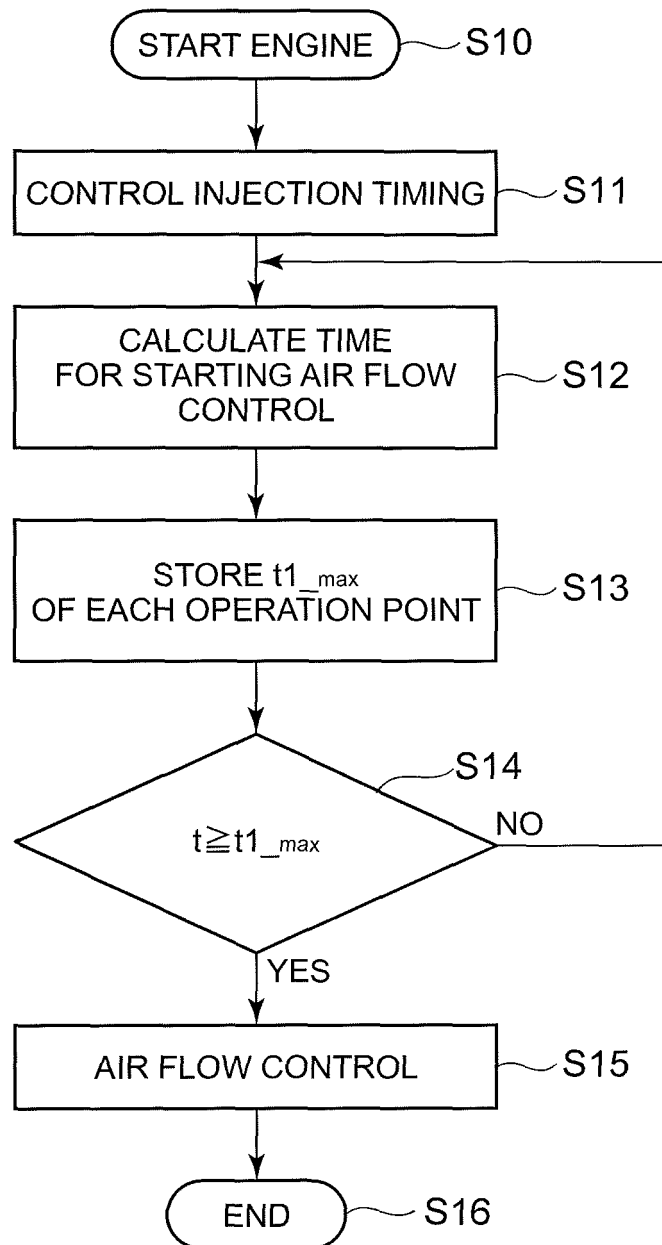 START ENGINE
S10
CONTROL INJECTION TIMING
S11
CALCULATE TIME
FOR STARTING AIR FLOW
CONTROL
S12
STORE t1_max
OF EACH OPERATION POINT
S13
S14
t≧t1_max
NO
YES
AIR FLOW CONTROL
S15
END
S16